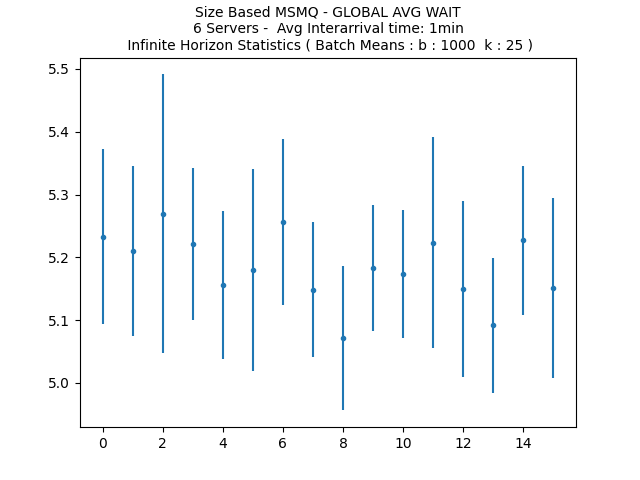 Size Based MSMQ - GLOBAL AVG WAIT
6 Servers -  Avg Interarrival time: 1min
Infinite Horizon Statistics ( Batch Means : b : 1000  k : 25 )
5.5
5.4
5.3
5.2
5.1
5.0
0 2 4 6 8 10 12 14